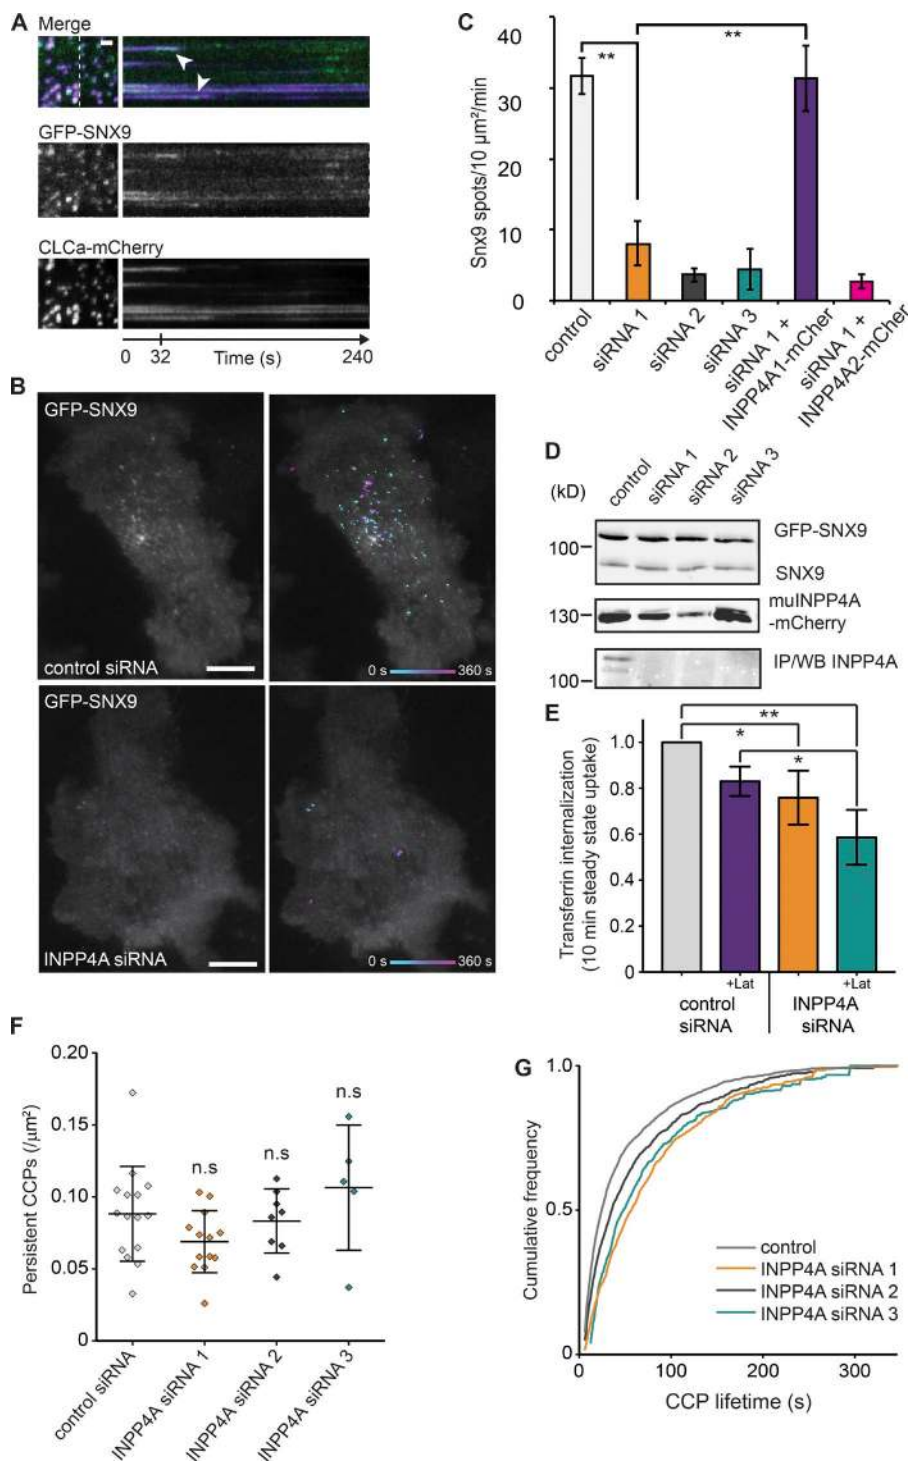 A
Merge
GFP-SNX9
CLCa-mCherry
0 32 Time (s) 240
B
GFP-SNX9
control siRNA
0 s 360 s
GFP-SNX9
INPP4A siRNA
0 s 360 s
C
Snx9 spots/10 µm²/min
40
30
20
10
0
control
siRNA 1
siRNA 2
siRNA 3
siRNA 1 +
INPP4A1-mCher
siRNA 1 +
INPP4A2-mCher
**
**
D
(kD)
control
siRNA 1
siRNA 2
siRNA 3
100
GFP-SNX9
SNX9
130
muINPP4A
-mCherry
100
IP/WB INPP4A
E
Transferrin internalization
(10 min steady state uptake)
1.0
0.8
0.6
0.4
0.2
0
**
*
*
+Lat
+Lat
control
siRNA
INPP4A
siRNA
F
Persistent CCPs (/µm²)
0.20
0.15
0.10
0.05
0
n.s
n.s
n.s
control siRNA
INPP4A siRNA 1
INPP4A siRNA 2
INPP4A siRNA 3
G
Cumulative frequency
1.0
0.5
0
control
INPP4A siRNA 1
INPP4A siRNA 2
INPP4A siRNA 3
0 100 200 300
CCP lifetime (s)